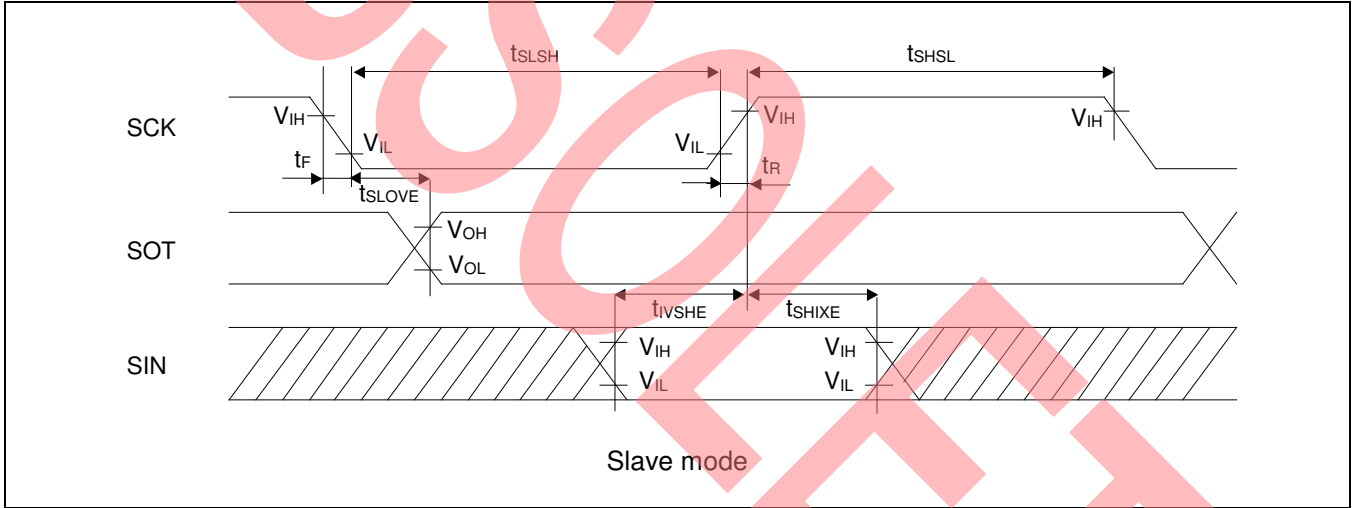 tSLSH
tSHSL
SCK
VIH
VIL
VIL
VIH
VIH
tF
tR
tSLOVE
SOT
VOH
VOL
tIVSHE
tSHIXE
SIN
VIH
VIL
VIH
VIL
Slave mode